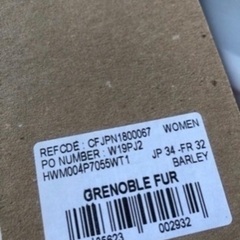 REFCDE : CFJPN1800067 WOMEN
PO NUMBER : W19PJ2
HWM004P7055WT1 JP 34 -FR 32
BARLEY
GRENOBLE FUR
002932